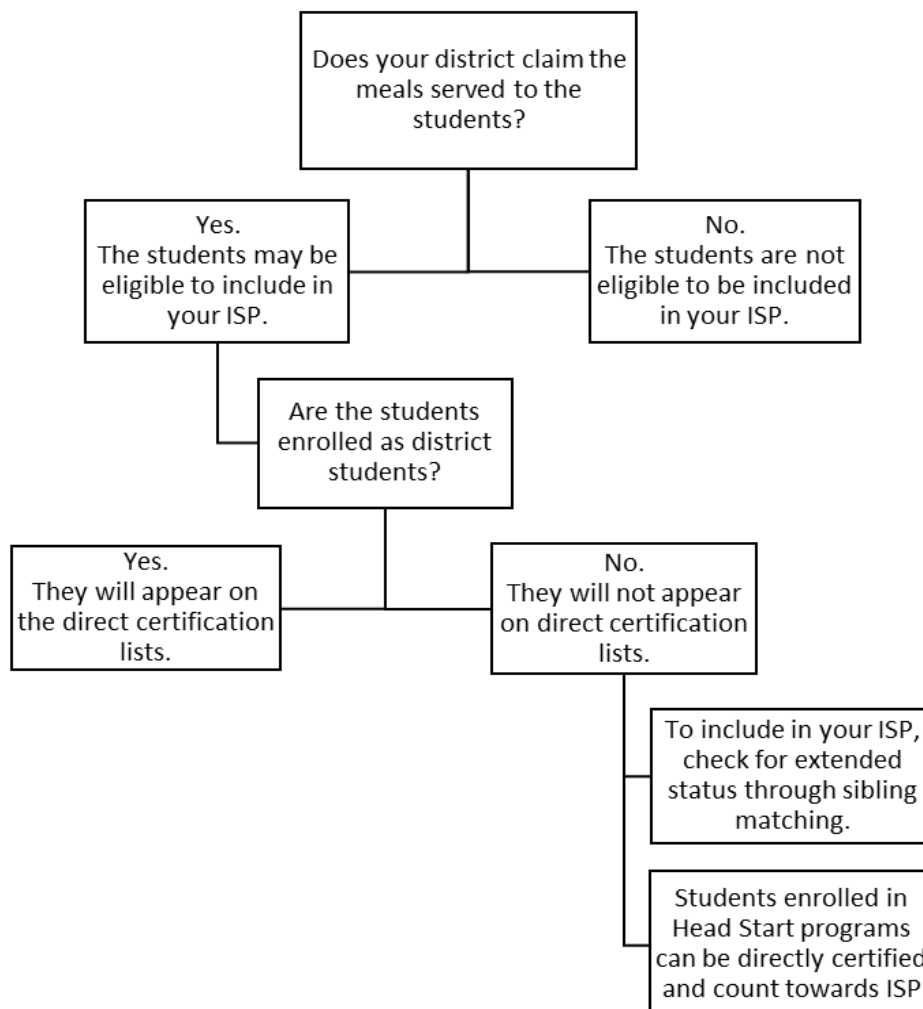 Does your district claim the
meals served to the
students?
Yes.
The students may be
eligible to include in
your ISP.
No.
The students are not
eligible to be included
in your ISP.
Are the students
enrolled as district
students?
Yes.
They will appear on
the direct certification
lists.
No.
They will not appear
on direct certification
lists.
To include in your ISP,
check for extended
status through sibling
matching.
Students enrolled in
Head Start programs
can be directly certified
and count towards ISP